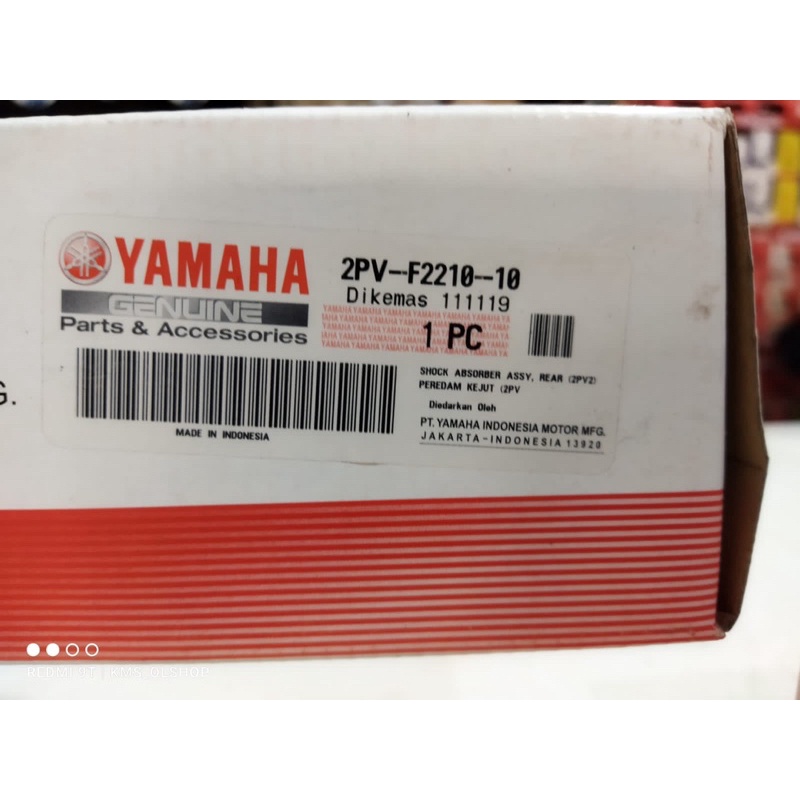 YAMAHA
GENUINE
Parts & Accessories
2PV-F2210-10
Dikemas 111119
1 PC
SHOCK ABSORBER ASSY, REAR (2PV2)
PEREDAM KEJUT (2PV
Diedarkan Oleh
PT. YAMAHA INDONESIA MOTOR MFG.
JAKARTA-INDONESIA 13920
MADE IN INDONESIA
G.